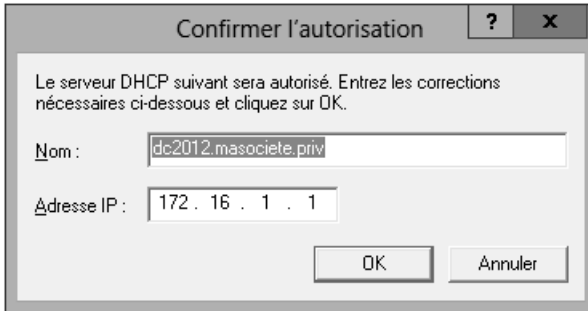 Confirmer l'autorisation
?
x
Le serveur DHCP suivant sera autorisé. Entrez les corrections
nécessaires ci-dessous et cliquez sur OK.
Nom :
dc2012.masociete.priv
Adresse IP :
172 . 16 . 1 . 1
OK
Annuler